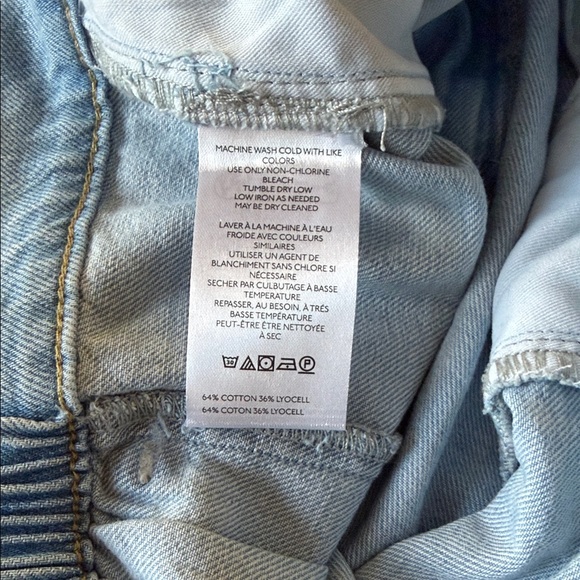 MACHINE WASH COLD WITH LIKE
COLORS
USE ONLY NON-CHLORINE
BLEACH
TUMBLE DRY LOW
LOW IRON AS NEEDED
MAY BE DRY CLEANED
LAVER À LA MACHINE À L'EAU
FROIDE AVEC COULEURS
SIMILAIRES
UTILISER UN AGENT DE
BLANCHIMENT SANS CHLORE SI
NÉCESSAIRE
SECHER PAR CULBUTAGE À BASSE
TEMPERATURE
REPASSER, AU BESOIN, À TRÉS
BASSE TEMPÉRATURE
PEUT-ÊTRE ÊTRE NETTOYÉE
À SEC
30 P
64% COTTON 36% LYOCELL
64% COTON 36% LYOCELL